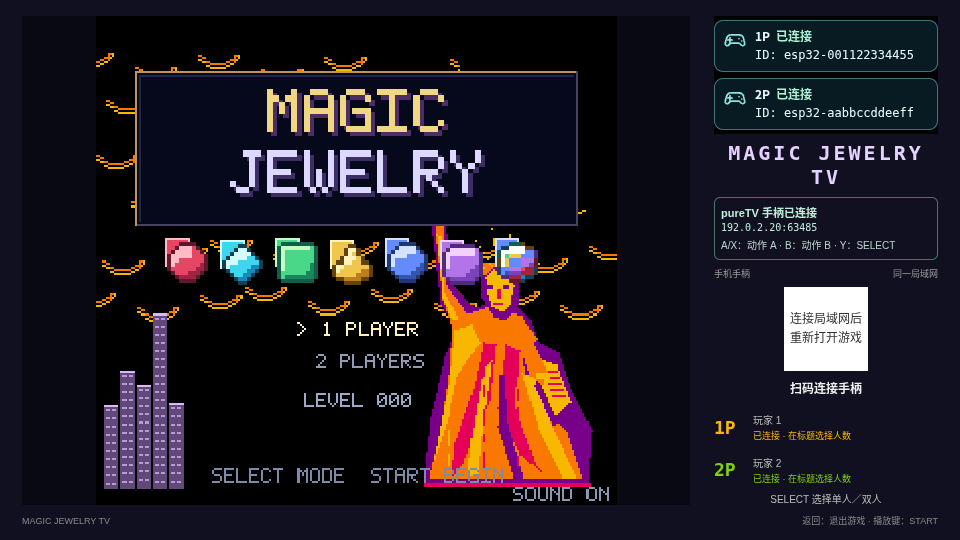 MAGIC
JEWELRY
> 1 PLAYER
2 PLAYERS
LEVEL 000
SELECT MODE START BEGIN
SOUND ON
1P 已连接
ID: esp32-001122334455
2P 已连接
ID: esp32-aabbccddeeff
MAGIC JEWELRY
TV
pureTV 手柄已连接
192.0.2.20:63485
A/X: 动作 A · B: 动作 B · Y: SELECT
手机手柄 同一局域网
连接局域网后
重新打开游戏
扫码连接手柄
1P 玩家 1
已连接 · 在标题选择人数
2P 玩家 2
已连接 · 在标题选择人数
SELECT 选择单人／双人
MAGIC JEWELRY TV
返回: 退出游戏 · 播放键: START